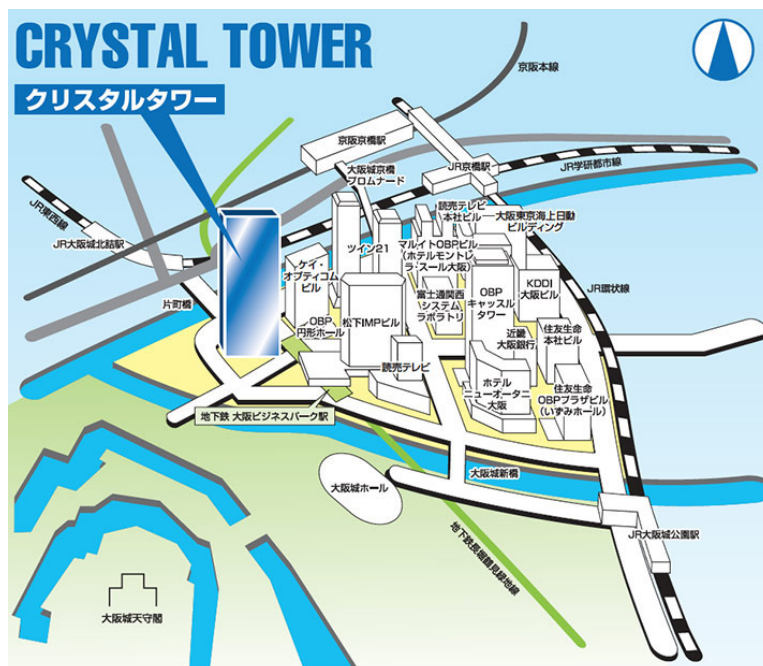 CRYSTAL TOWER
クリスタルタワー
京阪本線
京阪京橋駅
大阪城京橋
プロムナード
JR京橋駅
JR学研都市線
JR東西線
JR大阪城北詰駅
読売テレビ
本社ビル
大阪東京海上日動
ビルディング
ツイン21
マルイトOBPビル
(ホテルモントレ
ラ・スール大阪)
ケイ・
オプティコム
ビル
KDDI
大阪ビル
JR環状線
片町橋
富士通関西
システム
ラボラトリ
OBP
キャッスル
タワー
OBP
円形ホール
松下IMPビル
近畿
大阪銀行
住友生命
本社ビル
読売テレビ
ホテル
ニューオータニ
大阪
住友生命
OBPプラザビル
(いずみホール)
地下鉄 大阪ビジネスパーク駅
大阪城新橋
大阪城ホール
地下鉄長堀鶴見緑地線
JR大阪城公園駅
大阪城天守閣